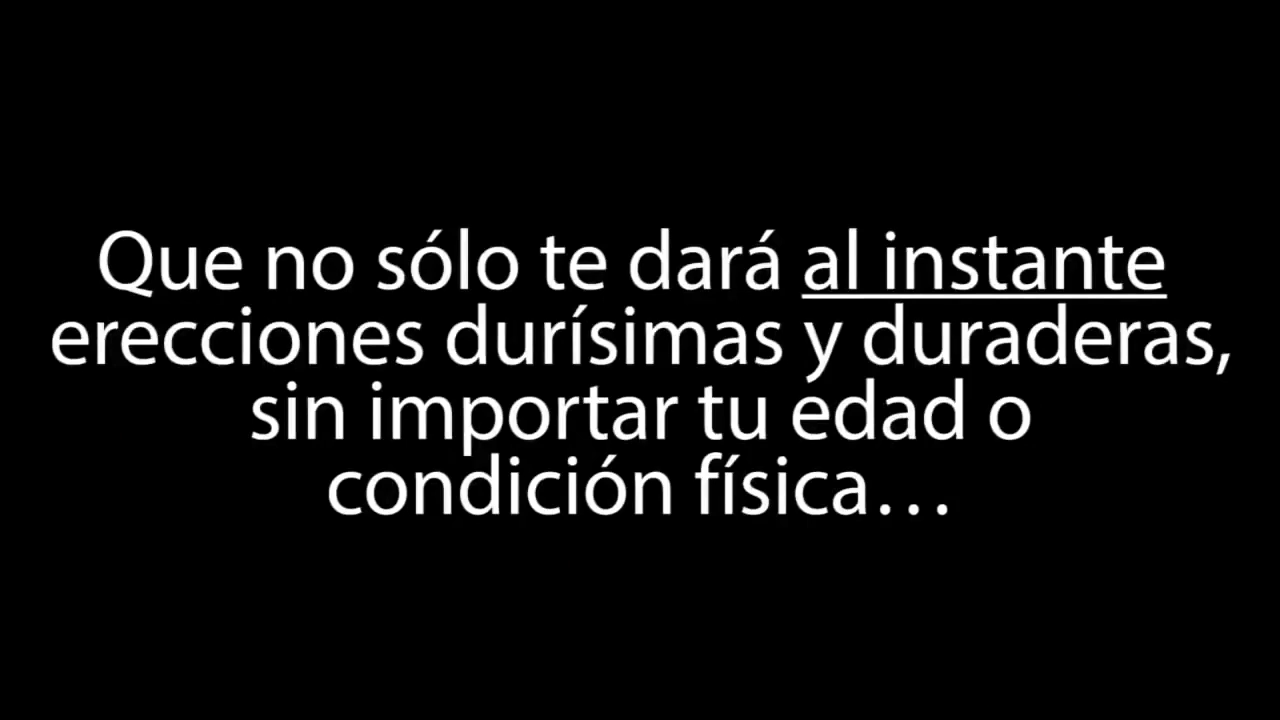 Que no sólo te dará al instante
erecciones durísimas y duraderas,
sin importar tu edad o
condición física…